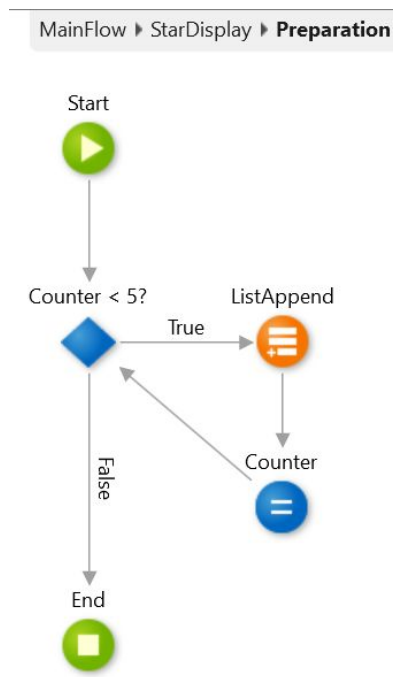 MainFlow ▸ StarDisplay ▸ Preparation
Start
Counter < 5?
ListAppend
True
Counter
False
End